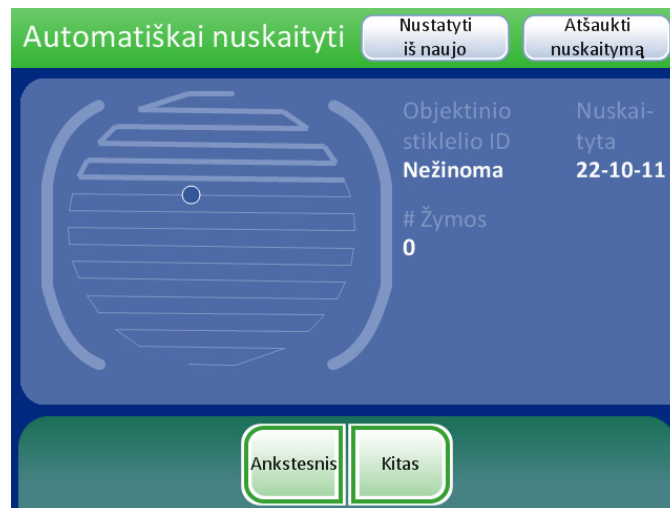 Automatiškai nuskaityti
Nustatyti
iš naujo
Atšaukti
nuskaitymą
Objektinio
stiklelio ID
Nežinoma
Nuskai-
tyta
22-10-11
# Žymos
0
Ankstesnis
Kitas